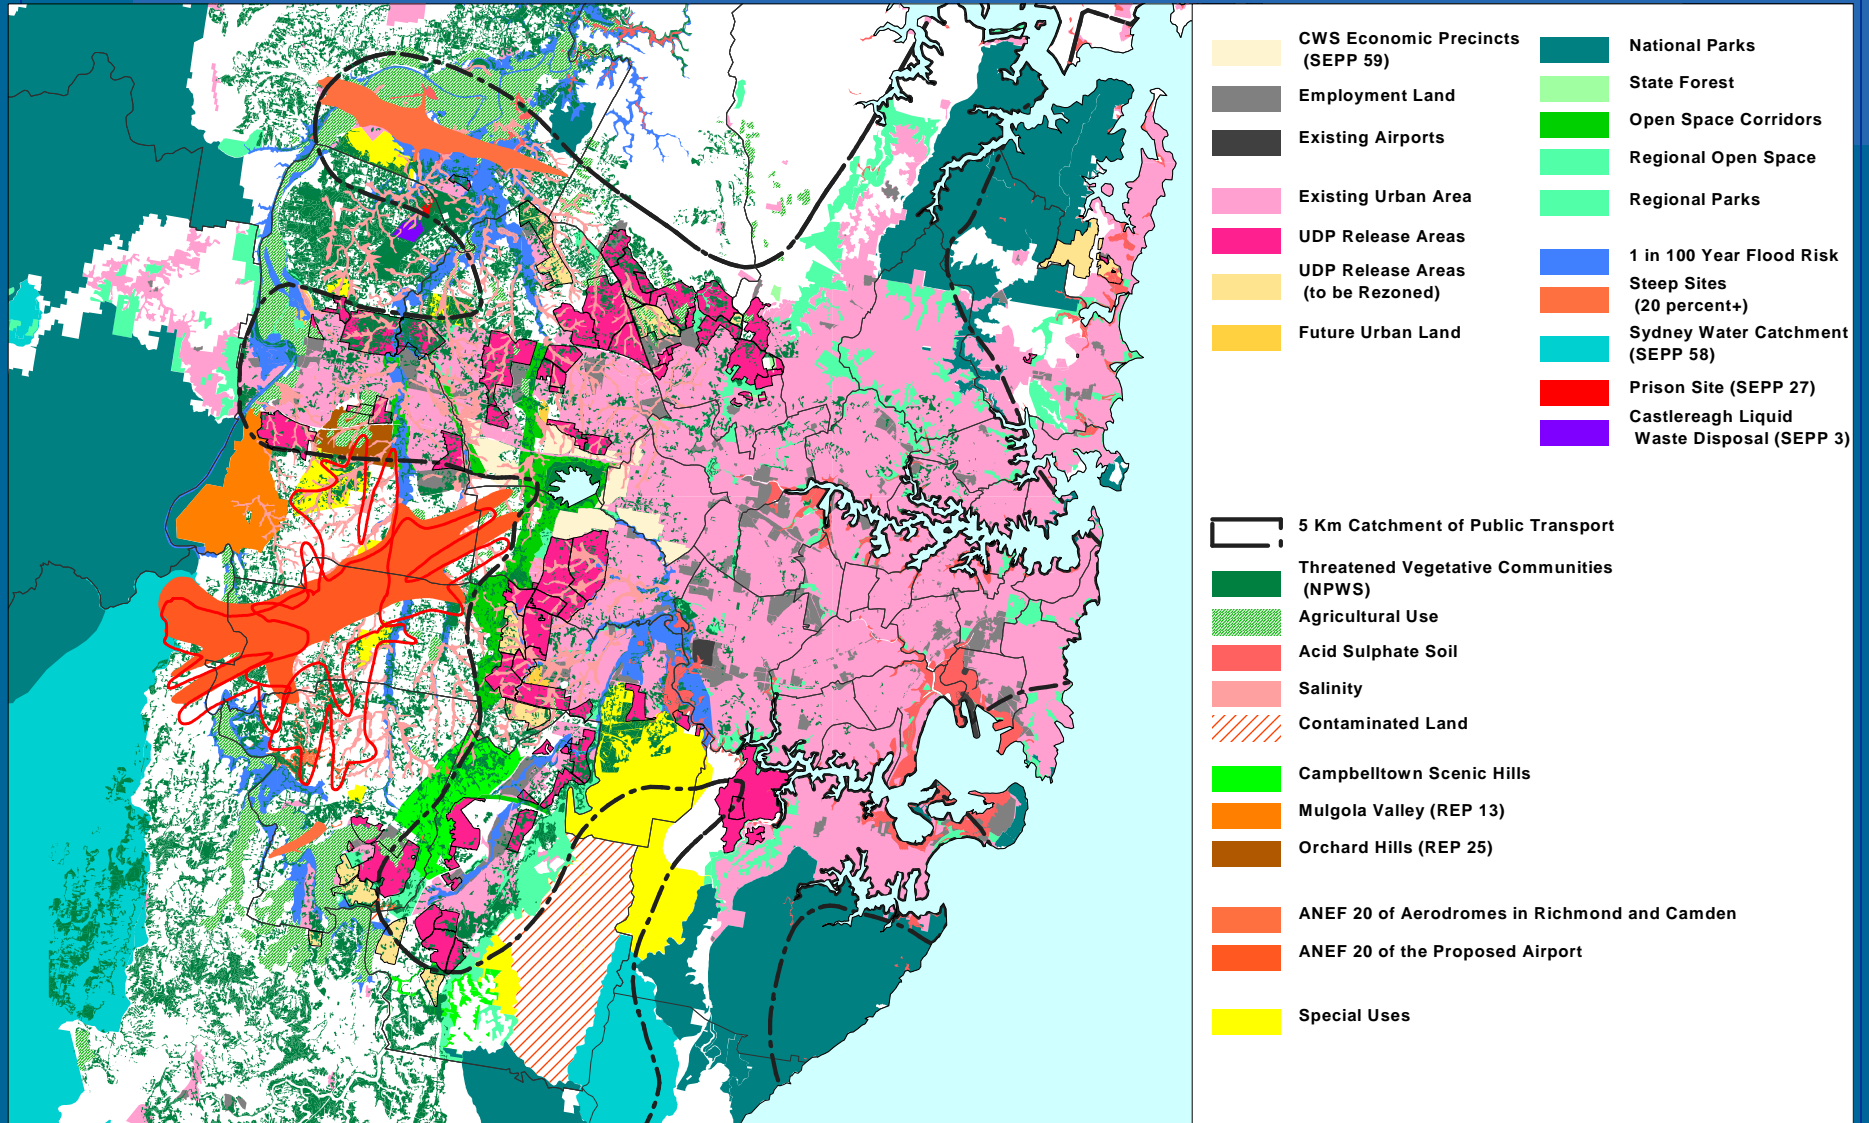 CWS Economic Precincts
(SEPP 59)
Employment Land
Existing Airports
Existing Urban Area
UDP Release Areas
UDP Release Areas
(to be Rezoned)
Future Urban Land
National Parks
State Forest
Open Space Corridors
Regional Open Space
Regional Parks
1 in 100 Year Flood Risk
Steep Sites
(20 percent+)
Sydney Water Catchment
(SEPP 58)
Prison Site (SEPP 27)
Castlereagh Liquid
Waste Disposal (SEPP 3)
5 Km Catchment of Public Transport
Threatened Vegetative Communities
(NPWS)
Agricultural Use
Acid Sulphate Soil
Salinity
Contaminated Land
Campbelltown Scenic Hills
Mulgola Valley (REP 13)
Orchard Hills (REP 25)
ANEF 20 of Aerodromes in Richmond and Camden
ANEF 20 of the Proposed Airport
Special Uses